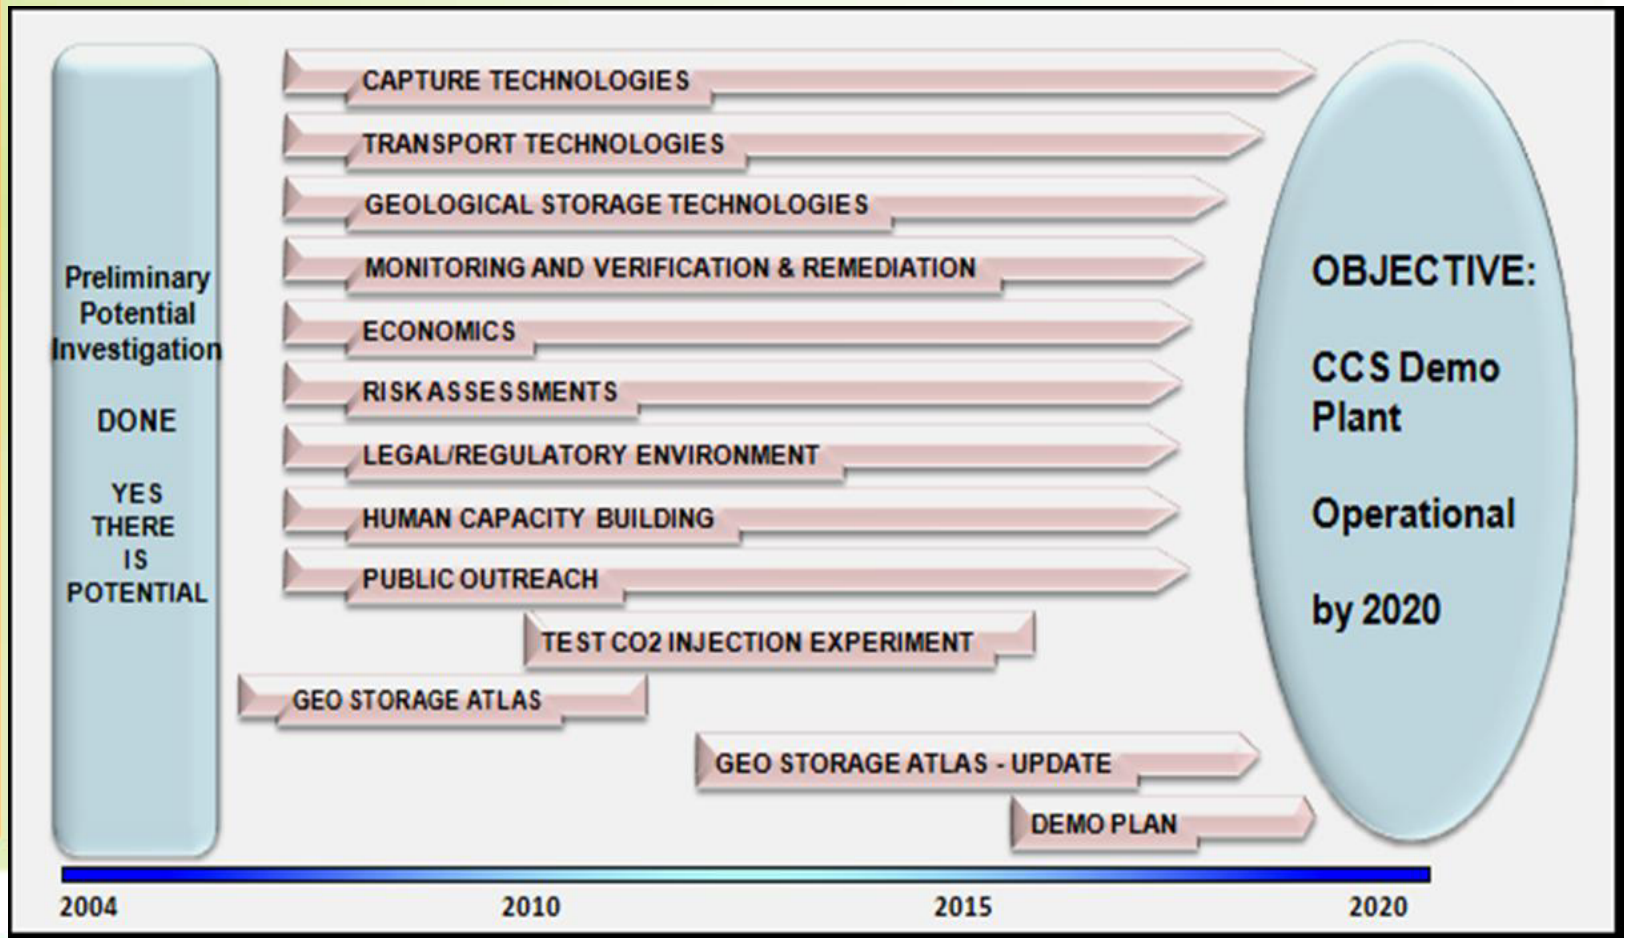 Preliminary
Potential
Investigation
DONE
YES
THERE
IS
POTENTIAL
CAPTURE TECHNOLOGIES
TRANSPORT TECHNOLOGIES
GEOLOGICAL STORAGE TECHNOLOGIES
MONITORING AND VERIFICATION & REMEDIATION
ECONOMICS
RISK ASSESSMENTS
LEGAL/REGULATORY ENVIRONMENT
HUMAN CAPACITY BUILDING
PUBLIC OUTREACH
TEST CO2 INJECTION EXPERIMENT
GEO STORAGE ATLAS
GEO STORAGE ATLAS - UPDATE
DEMO PLAN
OBJECTIVE:
CCS Demo
Plant
Operational
by 2020
2004 2010 2015 2020